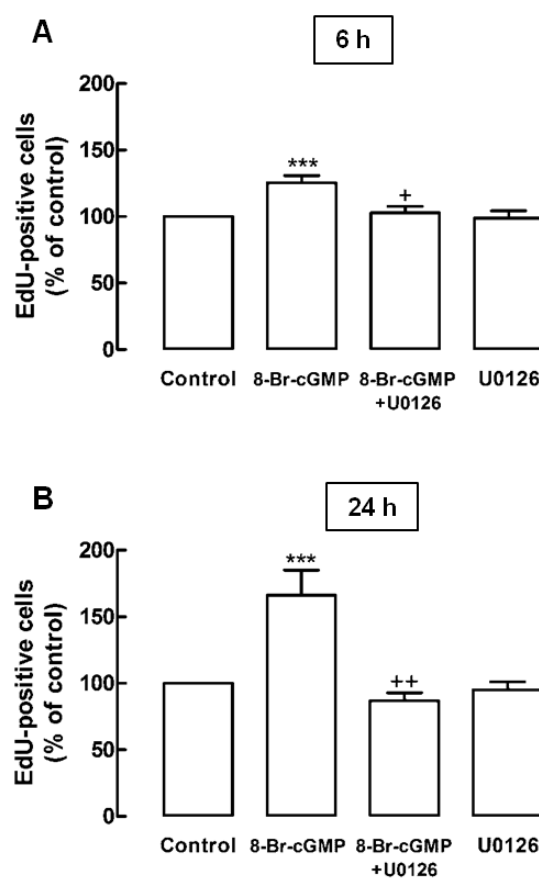 A
6 h
EdU-positive cells
(% of control)
200
150
100
50
0
***
+
Control
8-Br-cGMP
8-Br-cGMP
+U0126
U0126
B
24 h
EdU-positive cells
(% of control)
200
150
100
50
0
***
++
Control
8-Br-cGMP
8-Br-cGMP
+U0126
U0126